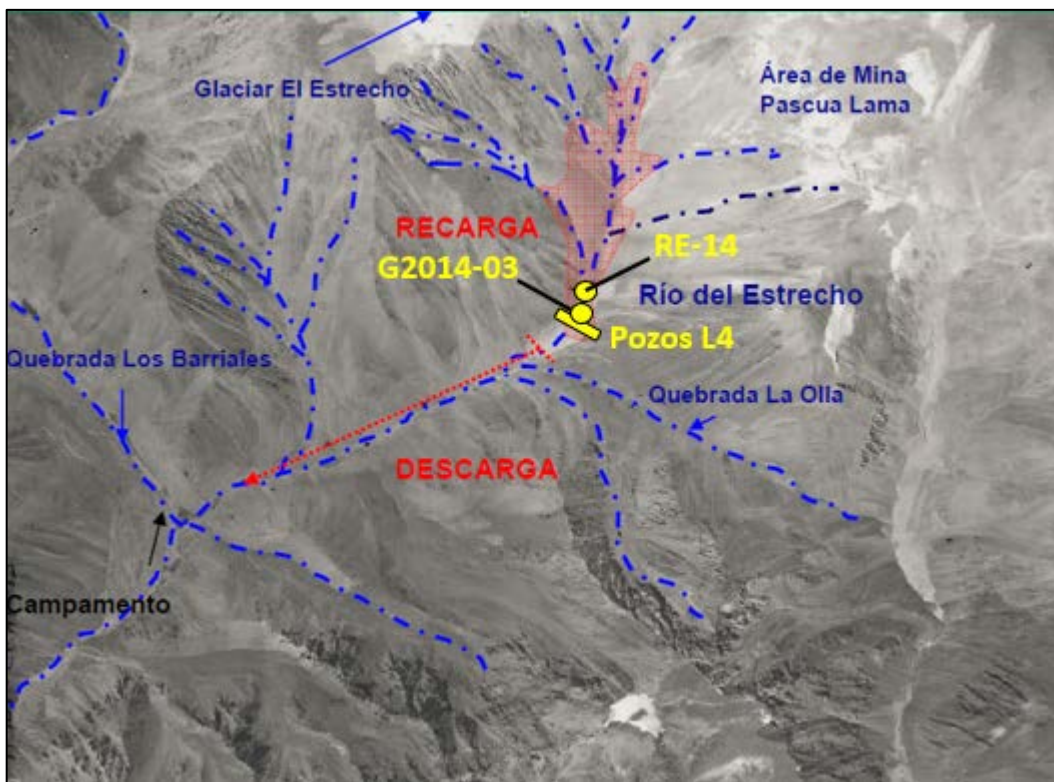 Glaciar El Estrecho
Área de Mina
Pascua Lama
RECARGA
RE-14
G2014-03
Río del Estrecho
Pozos L4
Quebrada Los Barriales
Quebrada La Olla
DESCARGA
Campamento